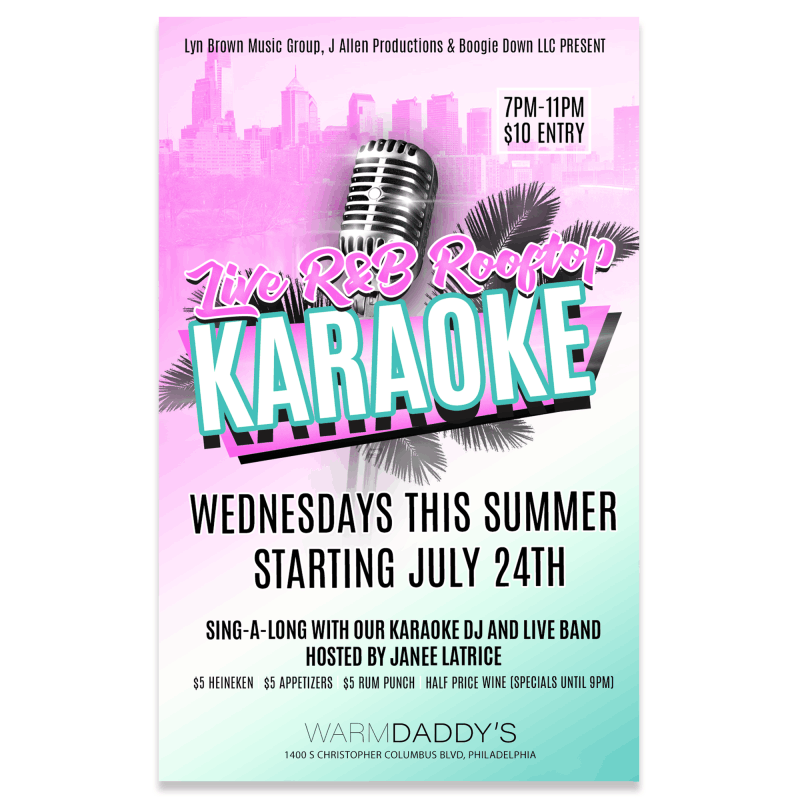 Lyn Brown Music Group, J Allen Productions & Boogie Down LLC PRESENT
7PM-11PM
$10 ENTRY
Live R&B Rooftop
KARAOKE
WEDNESDAYS THIS SUMMER
STARTING JULY 24TH
SING-A-LONG WITH OUR KARAOKE DJ AND LIVE BAND
HOSTED BY JANEE LATRICE
$5 HEINEKEN $5 APPETIZERS $5 RUM PUNCH HALF PRICE WINE (SPECIALS UNTIL 9PM)
WARMDADDY'S
1400 S CHRISTOPHER COLUMBUS BLVD, PHILADELPHIA